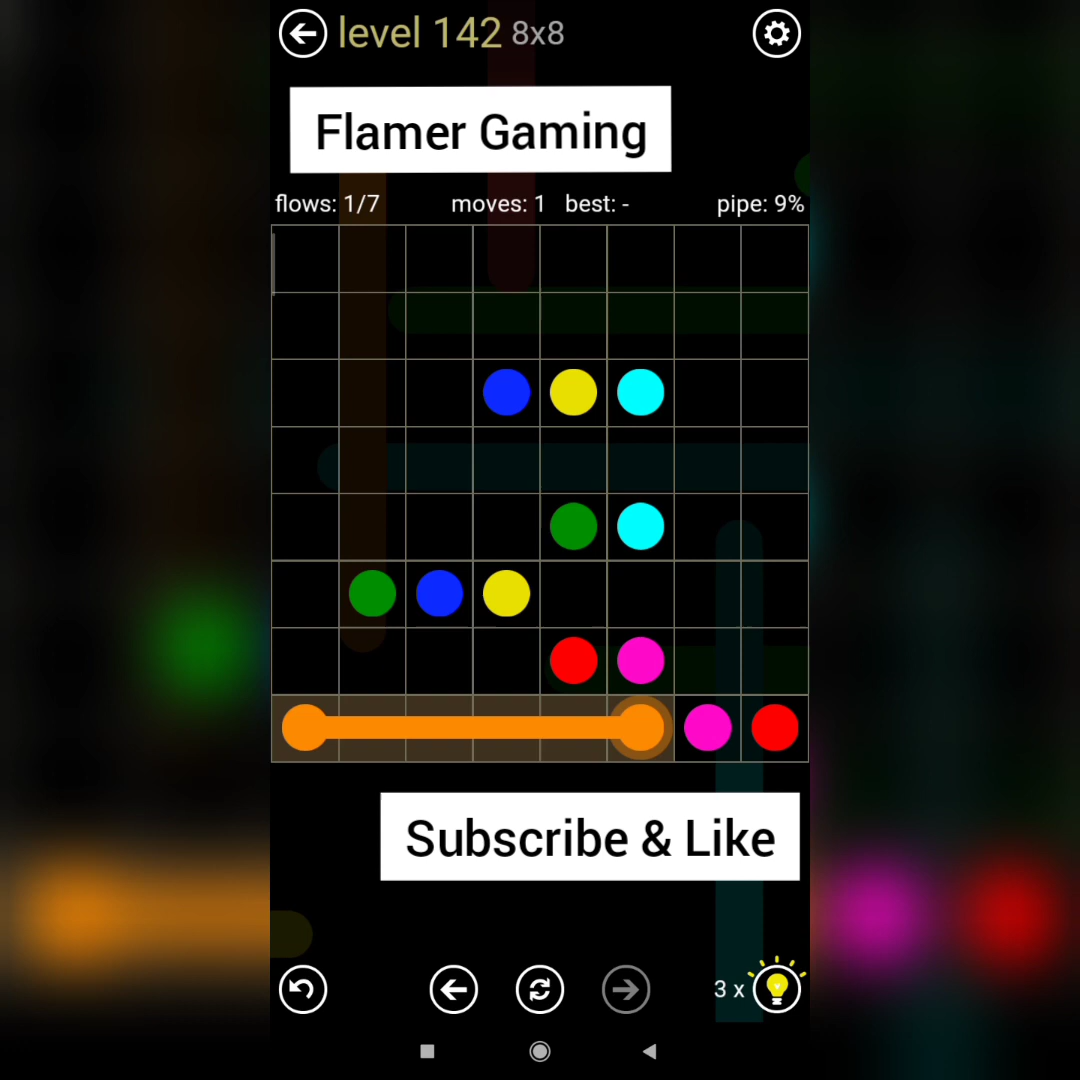 level 142 8x8
Flamer Gaming
flows: 1/7 moves: 1 best: - pipe: 9%
Subscribe & Like
3 x